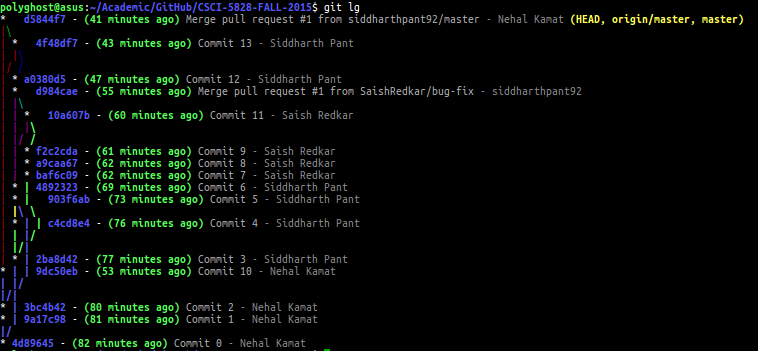 polyghost@asus:~/Academic/GitHub/CSCI-5828-FALL-2015$ git lg
*   d5844f7 - (41 minutes ago) Merge pull request #1 from siddharthpant92/master - Nehal Kamat (HEAD, origin/master, master)
|\
| *   4f48df7 - (43 minutes ago) Commit 13 - Siddharth Pant
| |\
|/ /
| * a0380d5 - (47 minutes ago) Commit 12 - Siddharth Pant
| *   d984cae - (55 minutes ago) Merge pull request #1 from SaishRedkar/bug-fix - siddharthpant92
| |\
| | *   10a607b - (60 minutes ago) Commit 11 - Saish Redkar
| | |\
| |/ /
| | * f2c2cda - (61 minutes ago) Commit 9 - Saish Redkar
| | * a9caa67 - (62 minutes ago) Commit 8 - Saish Redkar
| | * baf6c09 - (62 minutes ago) Commit 7 - Saish Redkar
| * | 4892323 - (69 minutes ago) Commit 6 - Siddharth Pant
| * |   903f6ab - (73 minutes ago) Commit 5 - Siddharth Pant
| |\ \
| * | | c4cd8e4 - (76 minutes ago) Commit 4 - Siddharth Pant
| | |/
| |/|
| * | 2ba8d42 - (77 minutes ago) Commit 3 - Siddharth Pant
* | | 9dc50eb - (53 minutes ago) Commit 10 - Nehal Kamat
| |/
|/|
* | 3bc4b42 - (80 minutes ago) Commit 2 - Nehal Kamat
* | 9a17c98 - (81 minutes ago) Commit 1 - Nehal Kamat
|/
* 4d89645 - (82 minutes ago) Commit 0 - Nehal Kamat